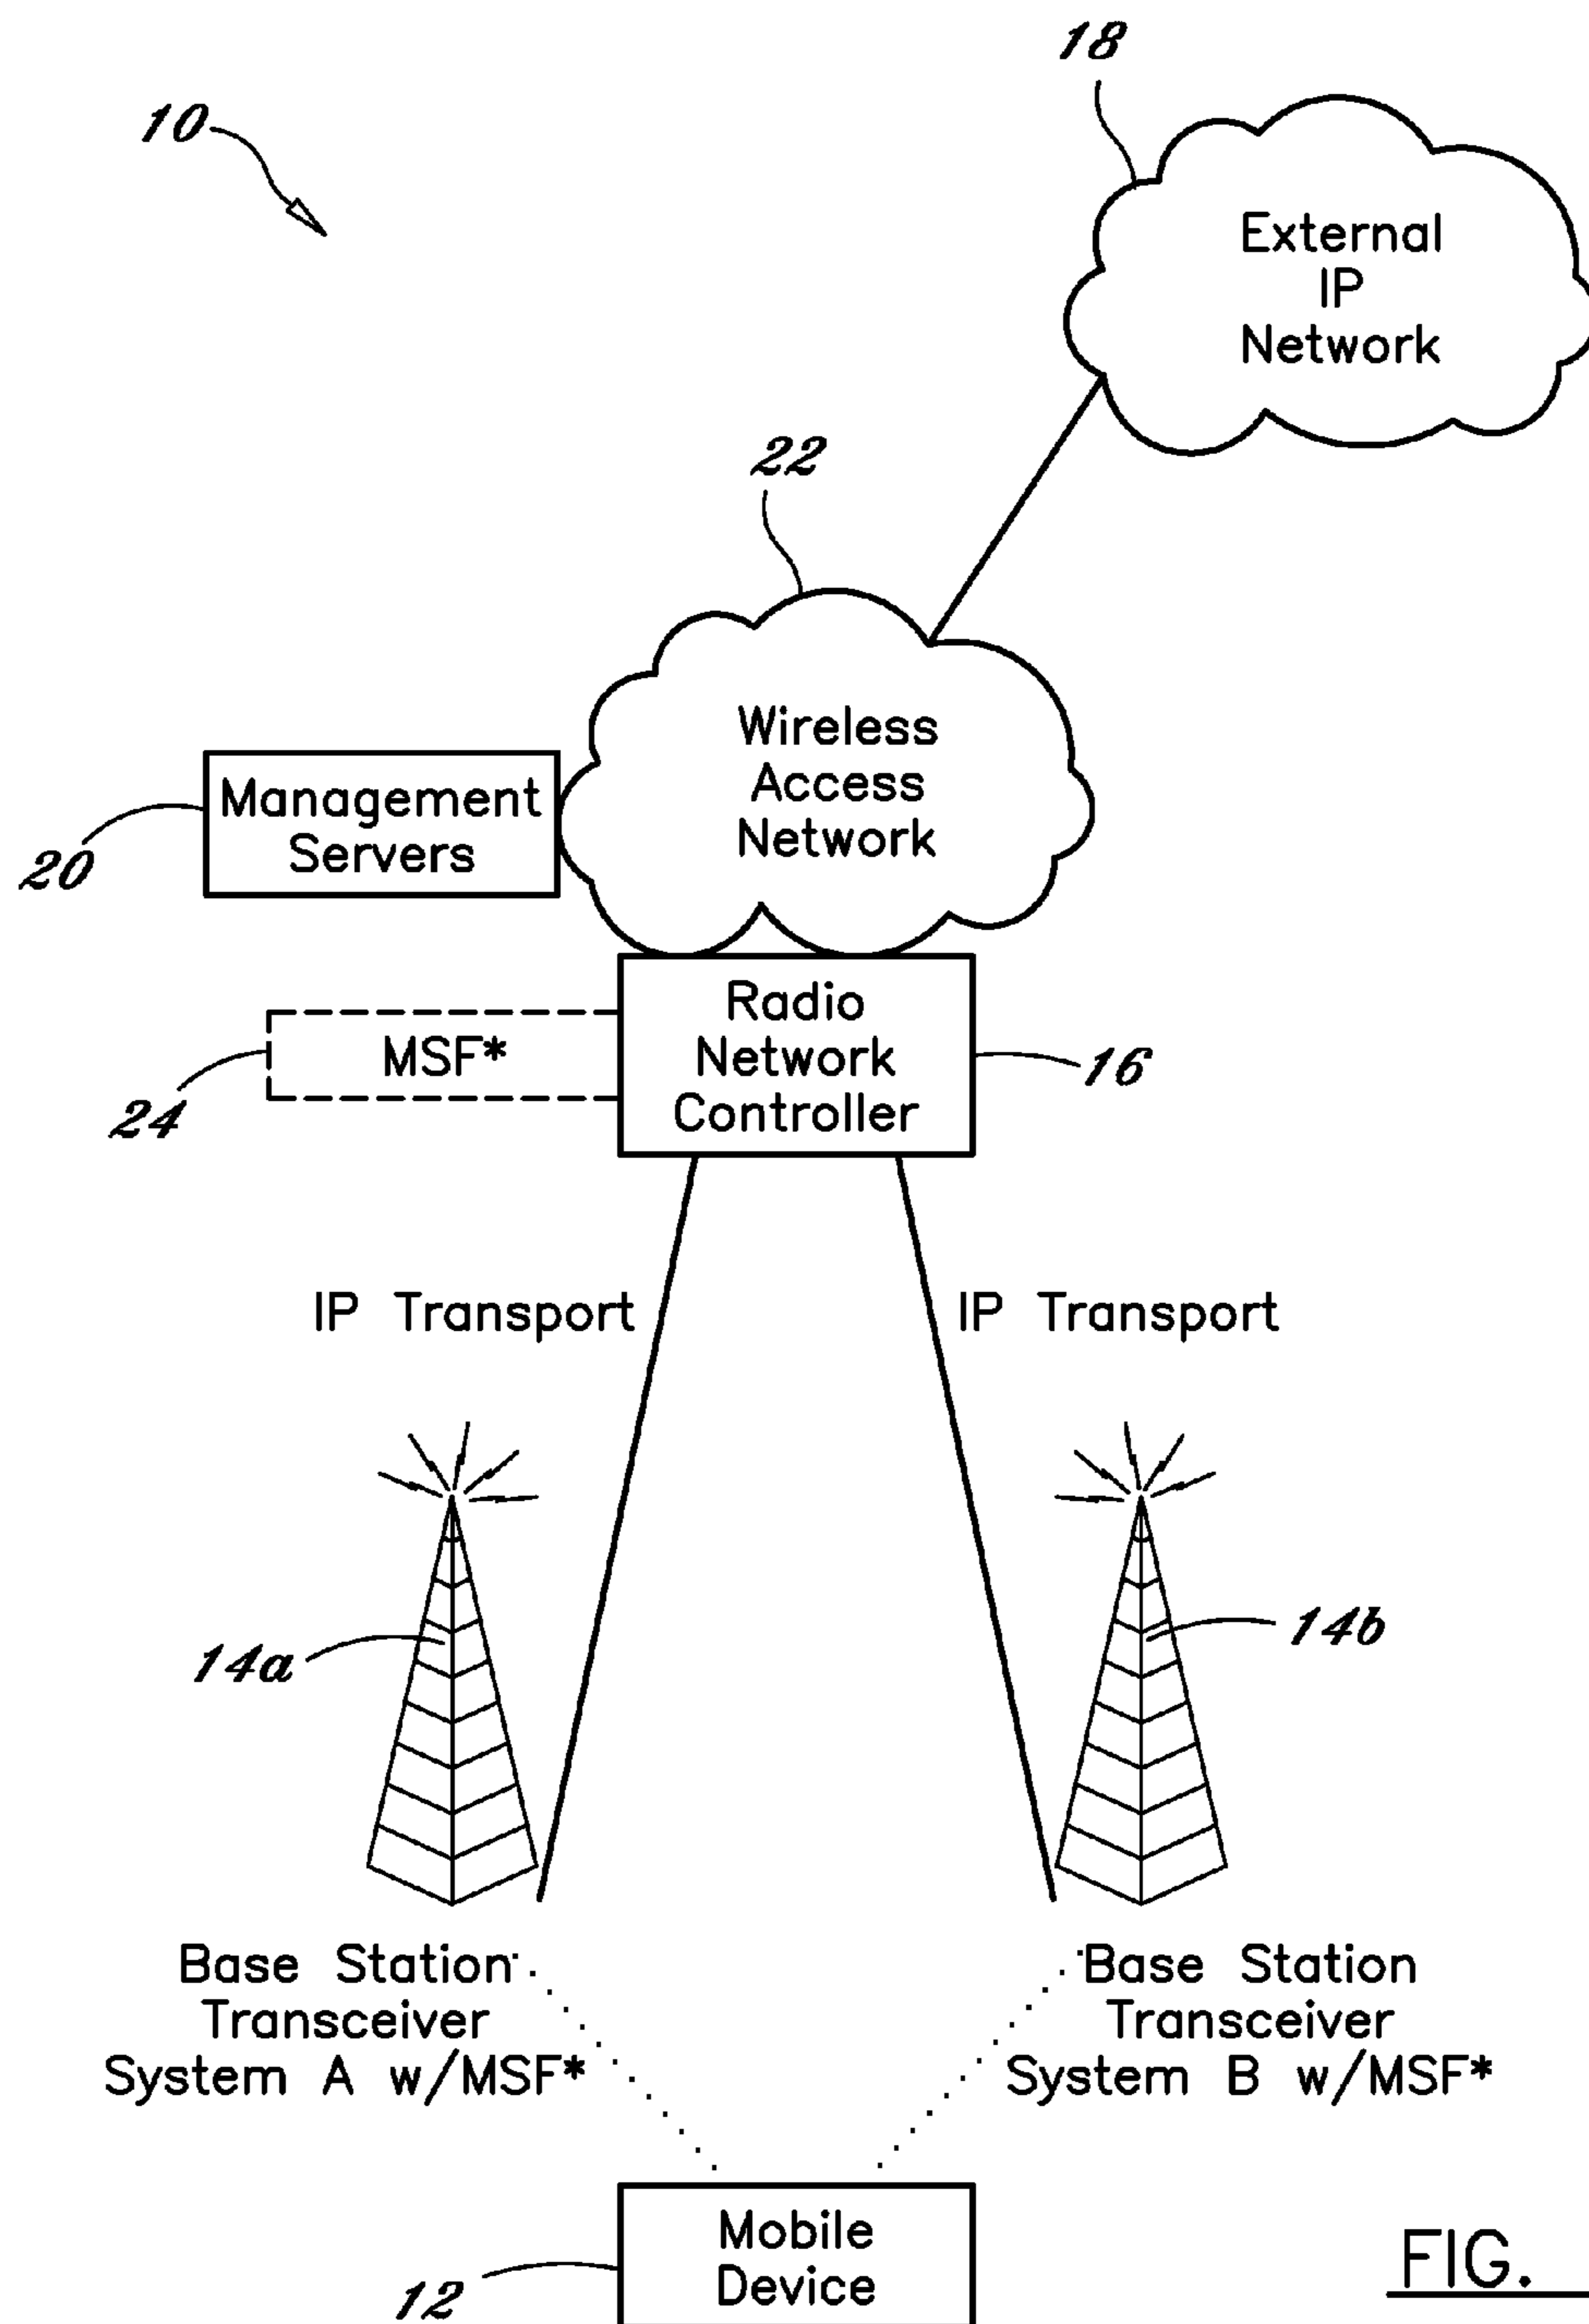 18
10
External
IP
Network
22
Wireless
Access
Network
Management
Servers
20
Radio
Network
Controller
MSF*
16
24
IP Transport
IP Transport
14a
14b
Base Station
Transceiver
System A w/MSF*
Base Station
Transceiver
System B w/MSF*
Mobile
Device
12
FIG.